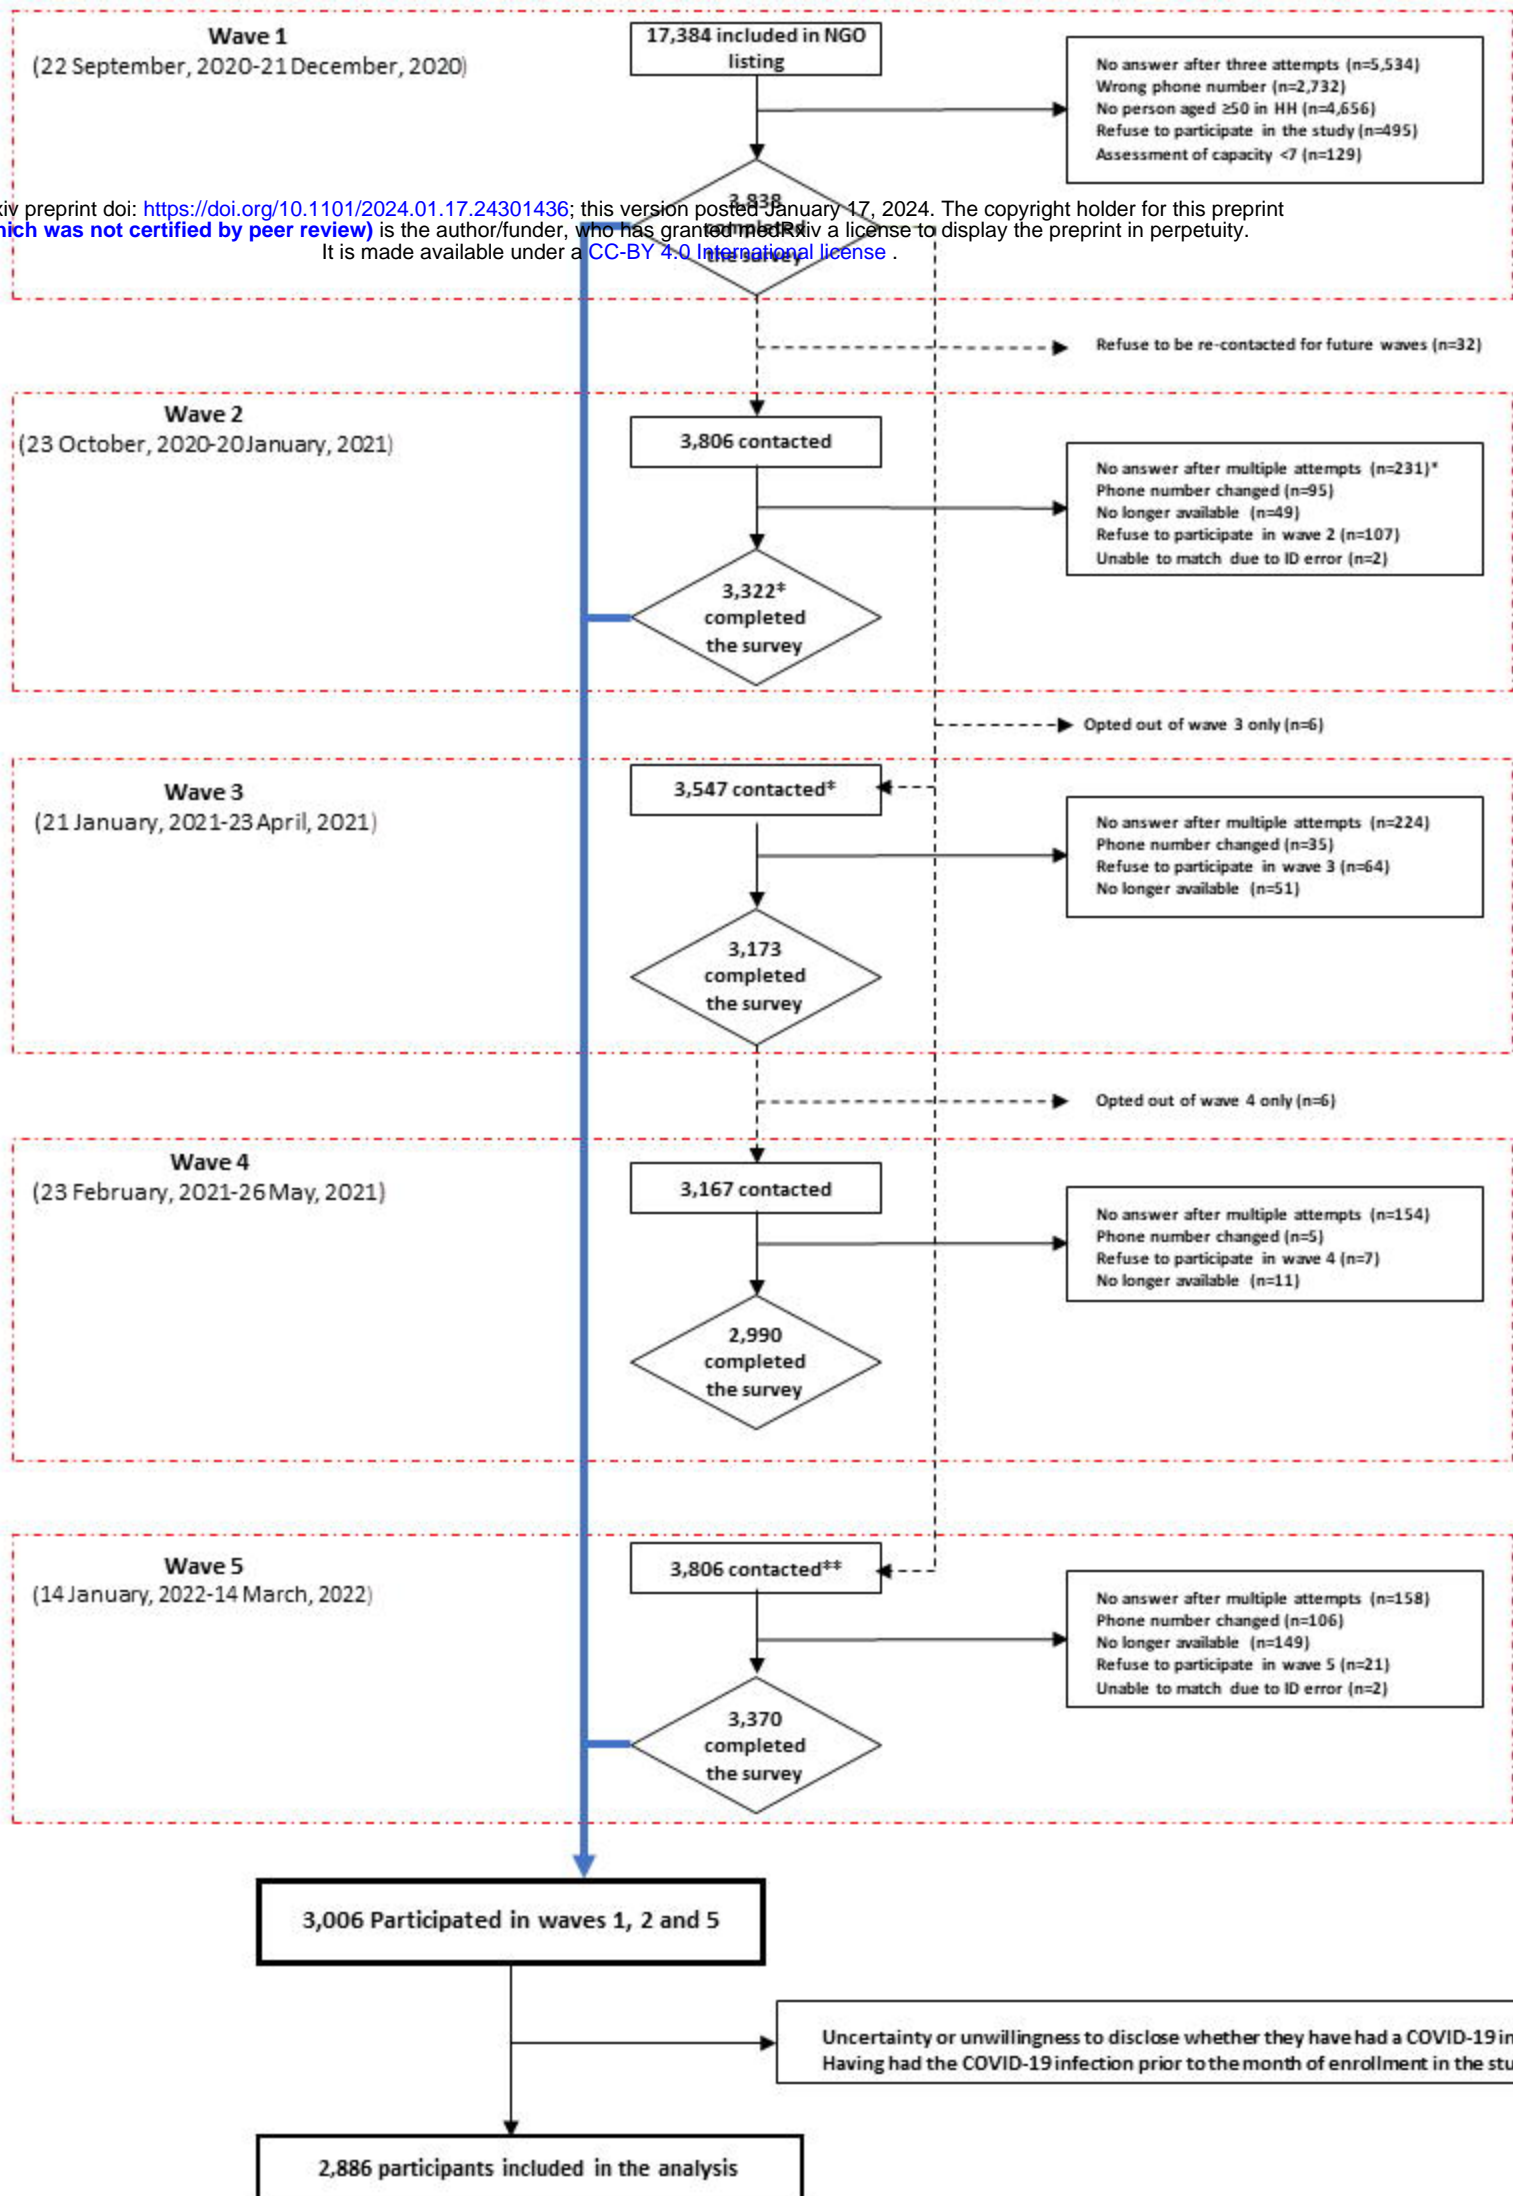 Wave 1
(22 September, 2020-21 December, 2020)
17,384 included in NGO
listing
No answer after three attempts (n=5,534)
Wrong phone number (n=2,732)
No person aged ≥50 in HH (n=4,656)
Refuse to participate in the study (n=495)
Assessment of capacity <7 (n=129)
3,838
completed
the survey
preprint doi: https://doi.org/10.1101/2024.01.17.24301436; this version posted January 17, 2024. The copyright holder for this preprint
was not certified by peer review) is the author/funder, who has granted medRxiv a license to display the preprint in perpetuity.
It is made available under a CC-BY 4.0 International license .
Refuse to be re-contacted for future waves (n=32)
Wave 2
(23 October, 2020-20 January, 2021)
3,806 contacted
No answer after multiple attempts (n=231)*
Phone number changed (n=95)
No longer available (n=49)
Refuse to participate in wave 2 (n=107)
Unable to match due to ID error (n=2)
3,322*
completed
the survey
Opted out of wave 3 only (n=6)
Wave 3
(21 January, 2021-23 April, 2021)
3,547 contacted*
No answer after multiple attempts (n=224)
Phone number changed (n=35)
Refuse to participate in wave 3 (n=64)
No longer available (n=51)
3,173
completed
the survey
Opted out of wave 4 only (n=6)
Wave 4
(23 February, 2021-26 May, 2021)
3,167 contacted
No answer after multiple attempts (n=154)
Phone number changed (n=5)
Refuse to participate in wave 4 (n=7)
No longer available (n=11)
2,990
completed
the survey
Wave 5
(14 January, 2022-14 March, 2022)
3,806 contacted**
No answer after multiple attempts (n=158)
Phone number changed (n=106)
No longer available (n=149)
Refuse to participate in wave 5 (n=21)
Unable to match due to ID error (n=2)
3,370
completed
the survey
3,006 Participated in waves 1, 2 and 5
Uncertainty or unwillingness to disclose whether they have had a COVID-19
Having had the COVID-19 infection prior to the month of enrollment in the
2,886 participants included in the analysis